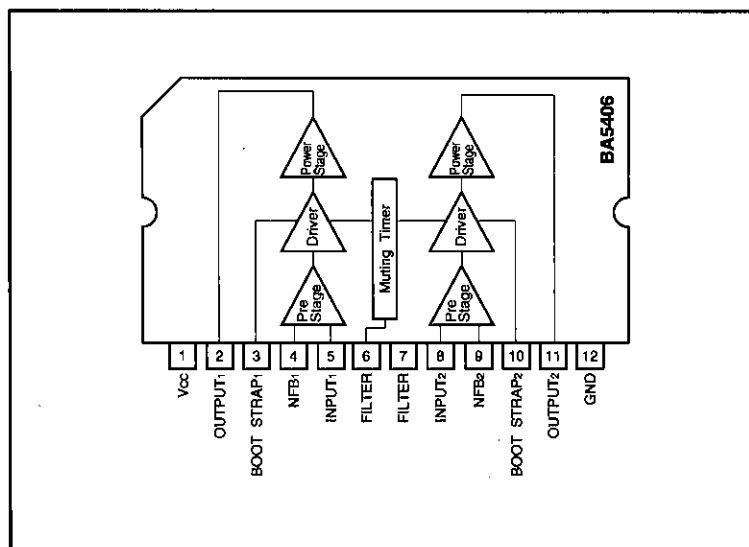 BA5406
Power
Stage
Power
Stage
Driver
Muting Timer
Driver
Pre
Stage
Pre
Stage
1 2 3 4 5 6 7 8 9 10 11 12
Vcc
OUTPUT1
BOOT STRAP1
NFB1
INPUT1
FILTER
FILTER
INPUT2
NFB2
BOOT STRAP2
OUTPUT2
GND